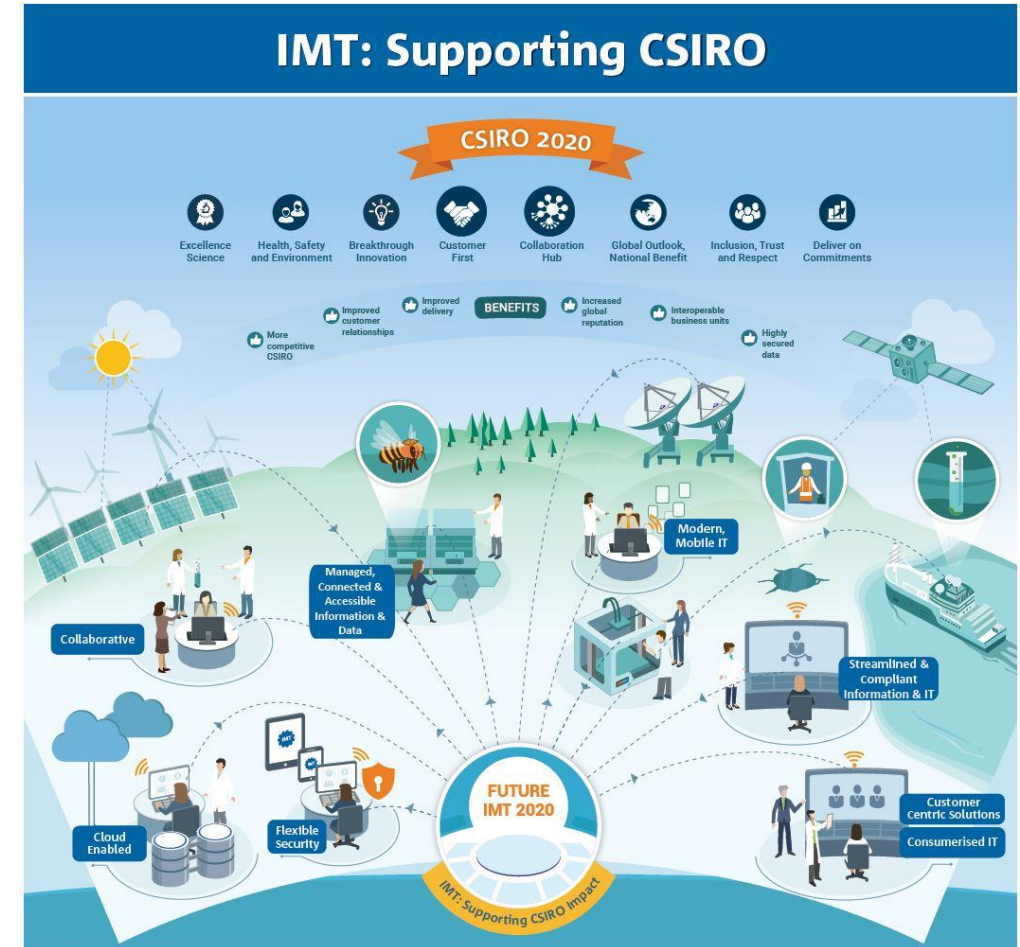 IMT: Supporting CSIRO
CSIRO 2020
Excellence
Science
Health, Safety
and Environment
Breakthrough
Innovation
Customer
First
Collaboration
Hub
Global Outlook,
National Benefit
Inclusion, Trust
and Respect
Deliver on
Commitments
BENEFITS
More
competitive
CSIRO
Improved
customer
relationships
Improved
delivery
Increased
global
reputation
Interoperable
business units
Highly
secured
data
Modern,
Mobile IT
Managed,
Connected &
Accessible
Information &
Data
Collaborative
Streamlined &
Compliant
Information & IT
IMT
IMT
Cloud
Enabled
Flexible
Security
FUTURE
IMT 2020
Customer
Centric Solutions
Consumerised IT
IMT: Supporting CSIRO Impact